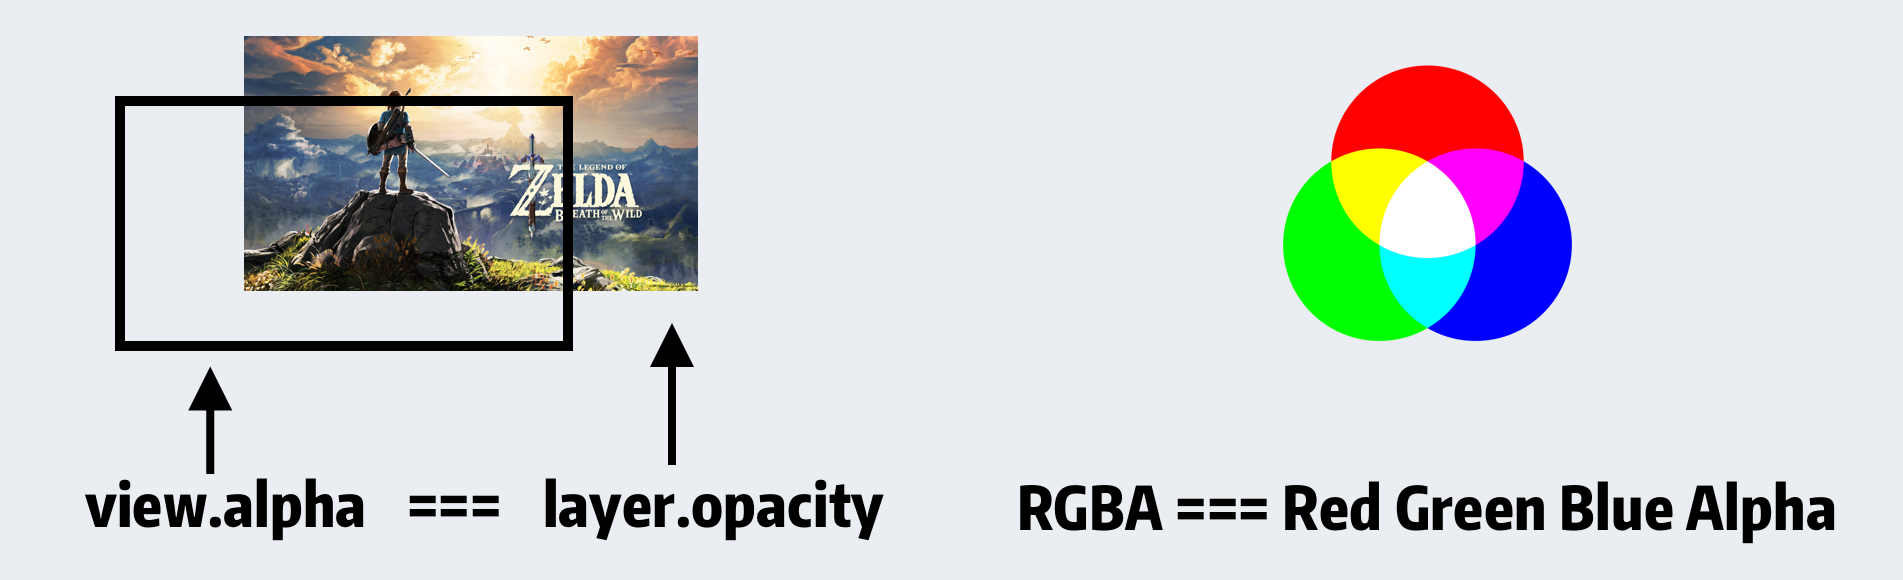 THE LEGEND OF
ZELDA
BREATH OF THE WILD
view.alpha === layer.opacity
RGBA === Red Green Blue Alpha